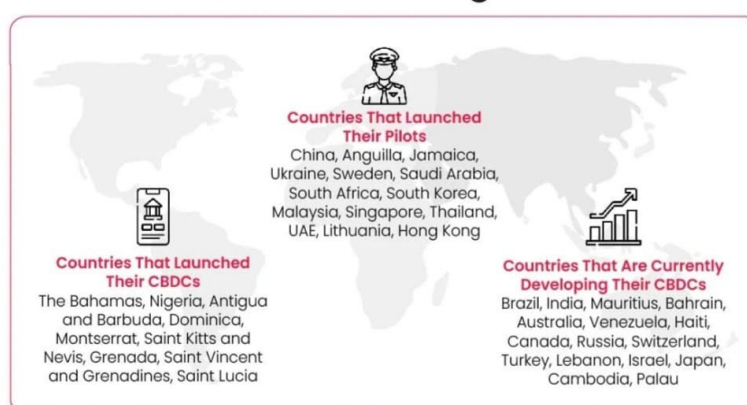 Countries That Launched
Their Pilots
China, Anguilla, Jamaica,
Ukraine, Sweden, Saudi Arabia,
South Africa, South Korea,
Malaysia, Singapore, Thailand,
UAE, Lithuania, Hong Kong
Countries That Launched
Their CBDCs
The Bahamas, Nigeria, Antigua
and Barbuda, Dominica,
Montserrat, Saint Kitts and
Nevis, Grenada, Saint Vincent
and Grenadines, Saint Lucia
Countries That Are Currently
Developing Their CBDCs
Brazil, India, Mauritius, Bahrain,
Australia, Venezuela, Haiti,
Canada, Russia, Switzerland,
Turkey, Lebanon, Israel, Japan,
Cambodia, Palau